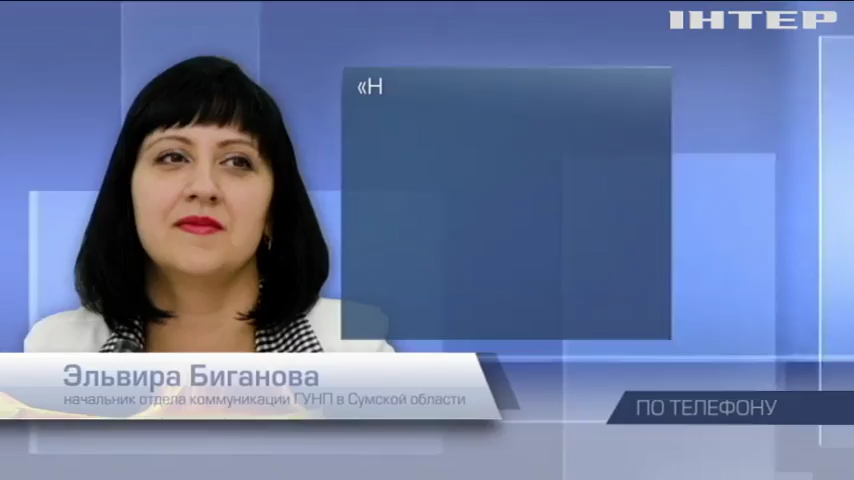 ІНТЕР
«Н
Эльвира Биганова
начальник отдела коммуникации ГУНП в Сумской области
ПО ТЕЛЕФОНУ